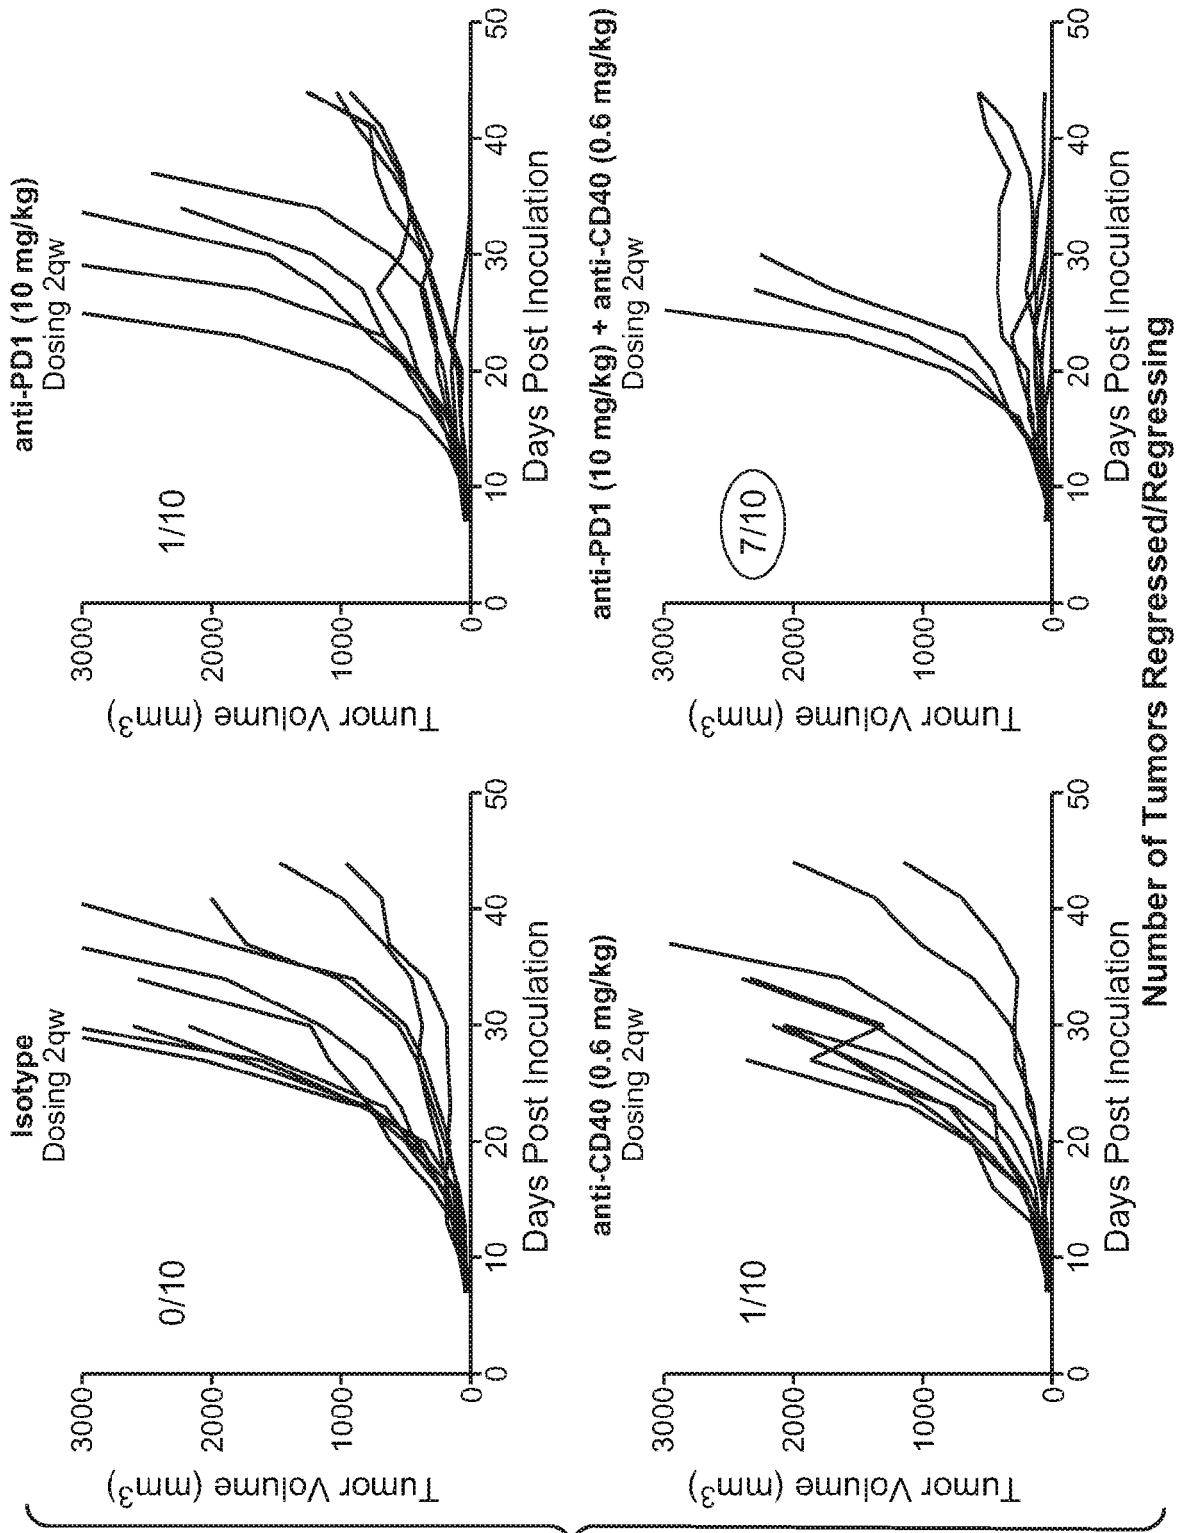 Isotype
Dosing 2qw
Tumor Volume (mm³)
3000
2000
1000
0
0/10
0
10
20
30
40
50
Days Post Inoculation
anti-PD1 (10 mg/kg)
Dosing 2qw
Tumor Volume (mm³)
3000
2000
1000
0
1/10
0
10
20
30
40
50
Days Post Inoculation
anti-CD40 (0.6 mg/kg)
Dosing 2qw
Tumor Volume (mm³)
3000
2000
1000
0
1/10
0
10
20
30
40
50
Days Post Inoculation
anti-PD1 (10 mg/kg) + anti-CD40 (0.6 mg/kg)
Dosing 2qw
Tumor Volume (mm³)
3000
2000
1000
0
7/10
0
10
20
30
40
50
Days Post Inoculation
Number of Tumors Regressed/Regressing